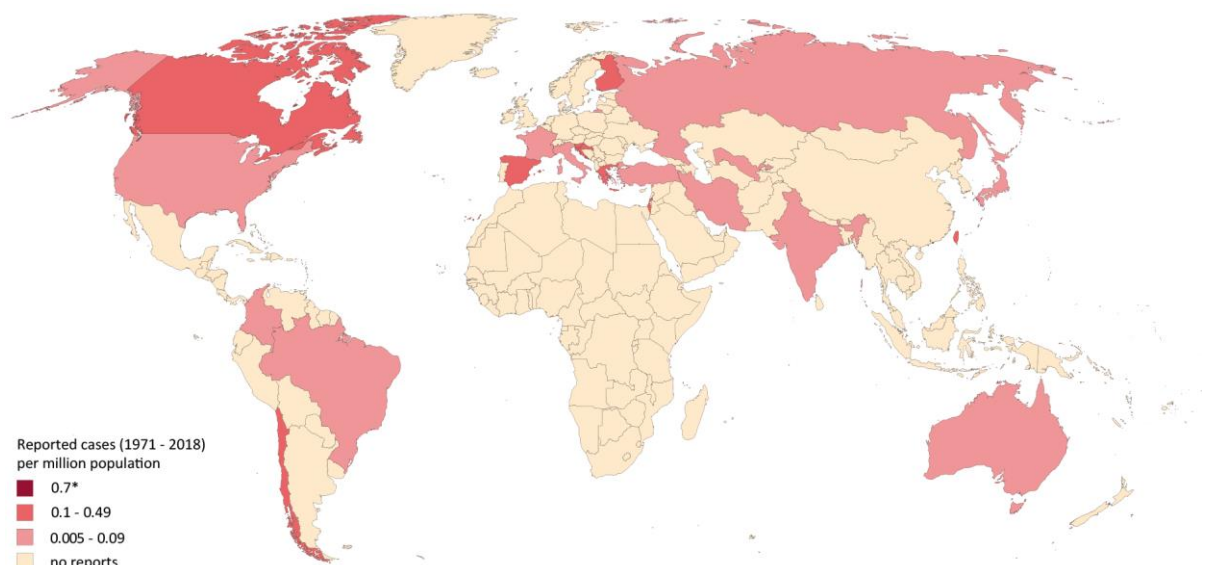 Reported cases (1971 - 2018)
per million population
0.7*
0.1 - 0.49
0.005 - 0.09
no reports